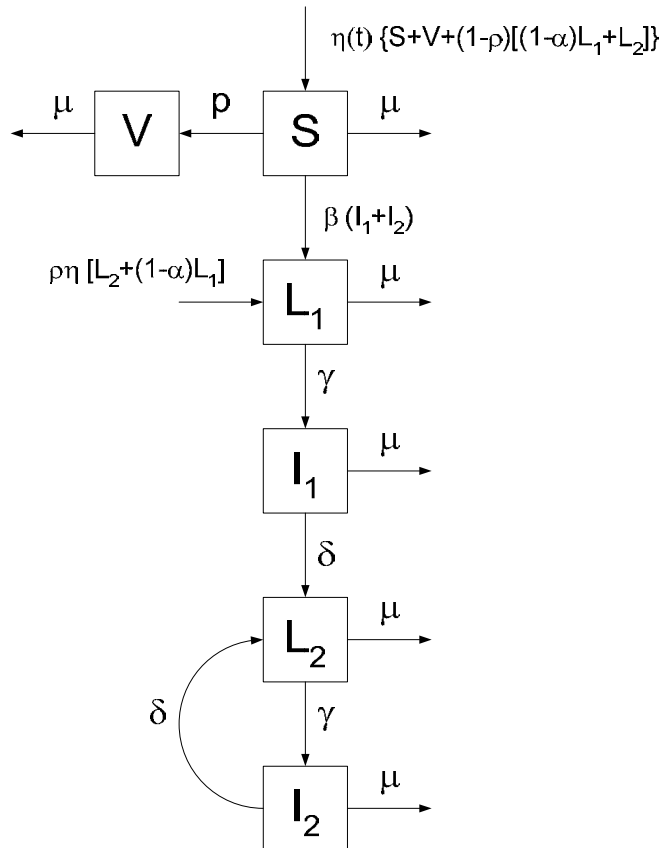 η(t) {S+V+(1-ρ)[(1-α)L₁+L₂]}
μ V p S μ
β (I₁+I₂)
ρη [L₂+(1-α)L₁] L₁ μ
γ
I₁ μ
δ
L₂ μ
δ γ
I₂ μ